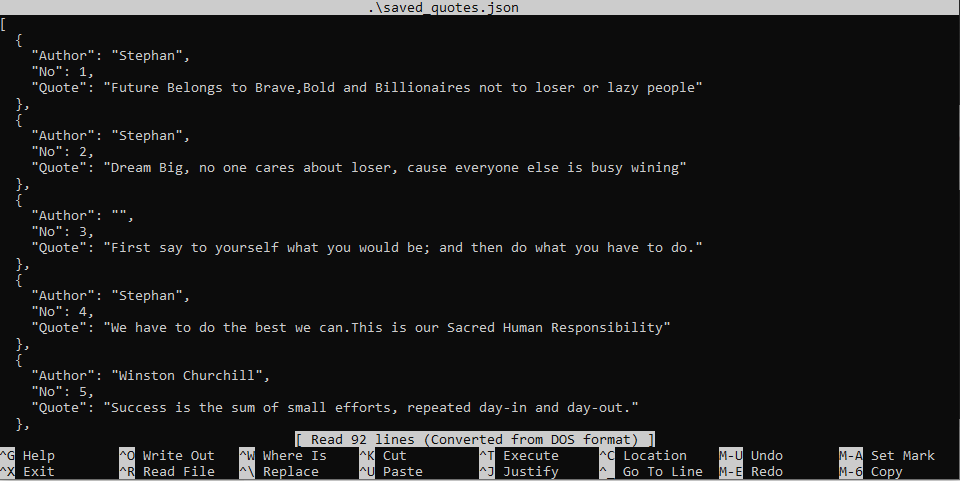 .\saved_quotes.json
[
  {
    "Author": "Stephan",
    "No": 1,
    "Quote": "Future Belongs to Brave,Bold and Billionaires not to loser or lazy people"
  },
  {
    "Author": "Stephan",
    "No": 2,
    "Quote": "Dream Big, no one cares about loser, cause everyone else is busy wining"
  },
  {
    "Author": "",
    "No": 3,
    "Quote": "First say to yourself what you would be; and then do what you have to do."
  },
  {
    "Author": "Stephan",
    "No": 4,
    "Quote": "We have to do the best we can.This is our Sacred Human Responsibility"
  },
  {
    "Author": "Winston Churchill",
    "No": 5,
    "Quote": "Success is the sum of small efforts, repeated day-in and day-out."
  },
[ Read 92 lines (Converted from DOS format) ]
^G Help ^O Write Out ^W Where Is ^K Cut ^T Execute ^C Location M-U Undo M-A Set Mark
^X Exit ^R Read File ^\ Replace ^U Paste ^J Justify ^_ Go To Line M-E Redo M-6 Copy